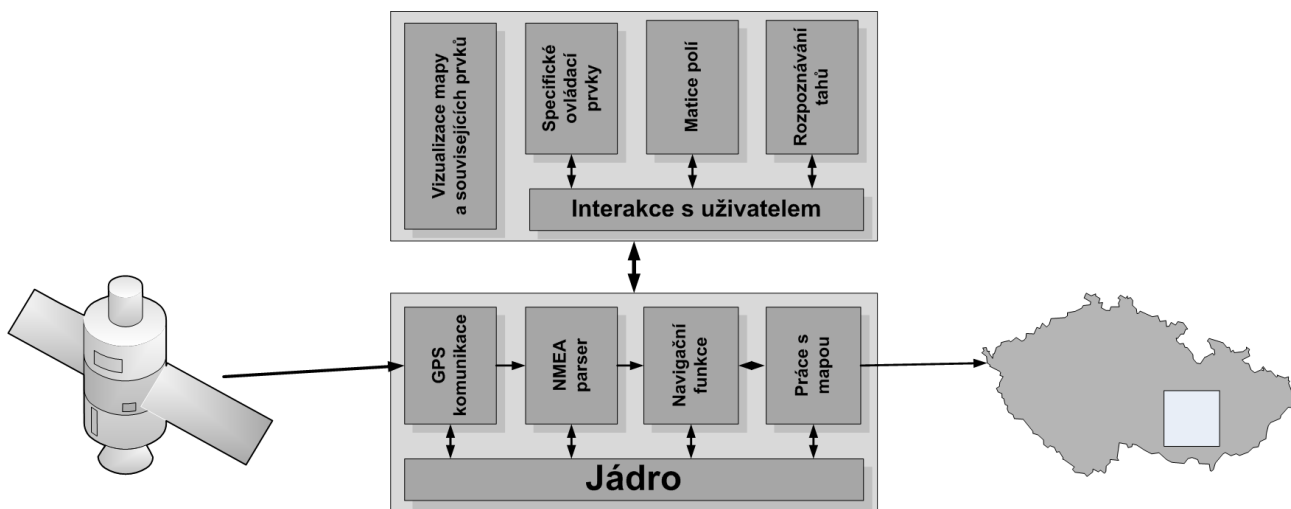 Vizualizace mapy
a souvisejících prvků
Specifické
ovládací
prvky
Matice polí
Rozpoznávání
tahů
Interakce s uživatelem
GPS
komunikace
NMEA
parser
Navigační
funkce
Práce s
mapou
Jádro